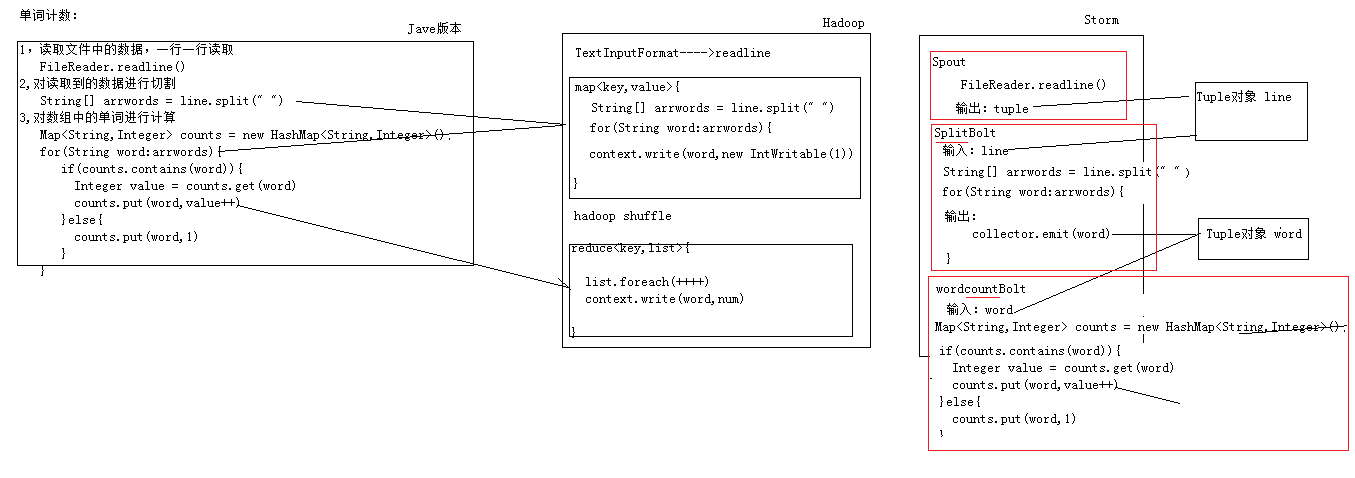 单词计数：
Jave版本
1，读取文件中的数据，一行一行读取
FileReader.readline()
2,对读取到的数据进行切割
String[] arrwords = line.split(" ")
3,对数组中的单词进行计算
Map<String,Integer> counts = new HashMap<String,Integer>();
for(String word:arrwords){
if(counts.contains(word)){
Integer value = counts.get(word)
counts.put(word,value++)
}else{
counts.put(word,1)
}
}
Hadoop
TextInputFormat---->readline
map<key,value>{
String[] arrwords = line.split(" ")
for(String word:arrwords){
context.write(word,new IntWritable(1))
}
hadoop shuffle
reduce<key,list>{
list.foreach(++++)
context.write(word,num)
}
Storm
Spout
FileReader.readline()
输出：tuple
Tuple对象 line
SplitBolt
输入：line
String[] arrwords = line.split(" ")
for(String word:arrwords){
输出：
collector.emit(word)
}
Tuple对象 word
wordcountBolt
输入：word
Map<String,Integer> counts = new HashMap<String,Integer>();
if(counts.contains(word)){
Integer value = counts.get(word)
counts.put(word,value++)
}else{
counts.put(word,1)
}